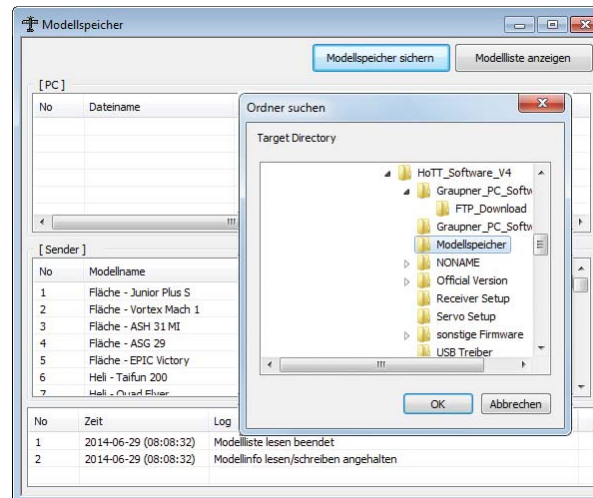 Modellspeicher
Modellspeicher sichern
Modellliste anzeigen
[ PC ]
No Dateiname
Ordner suchen
Target Directory
HoTT_Software_V4
Graupner_PC_Softw
FTP_Download
Graupner_PC_Softw
Modellspeicher
NONAME
Official Version
Receiver Setup
Servo Setup
sonstige Firmware
USB Treiber
OK Abbrechen
[ Sender ]
No Modellname
1 Fläche - Junior Plus S
2 Fläche - Vortex Mach 1
3 Fläche - ASH 31 MI
4 Fläche - ASG 29
5 Fläche - EPIC Victory
6 Heli - Taifun 200
7 Heli - Quad Flyer
No Zeit Log
1 2014-06-29 (08:08:32) Modellliste lesen beendet
2 2014-06-29 (08:08:32) Modellinfo lesen/schreiben angehalten